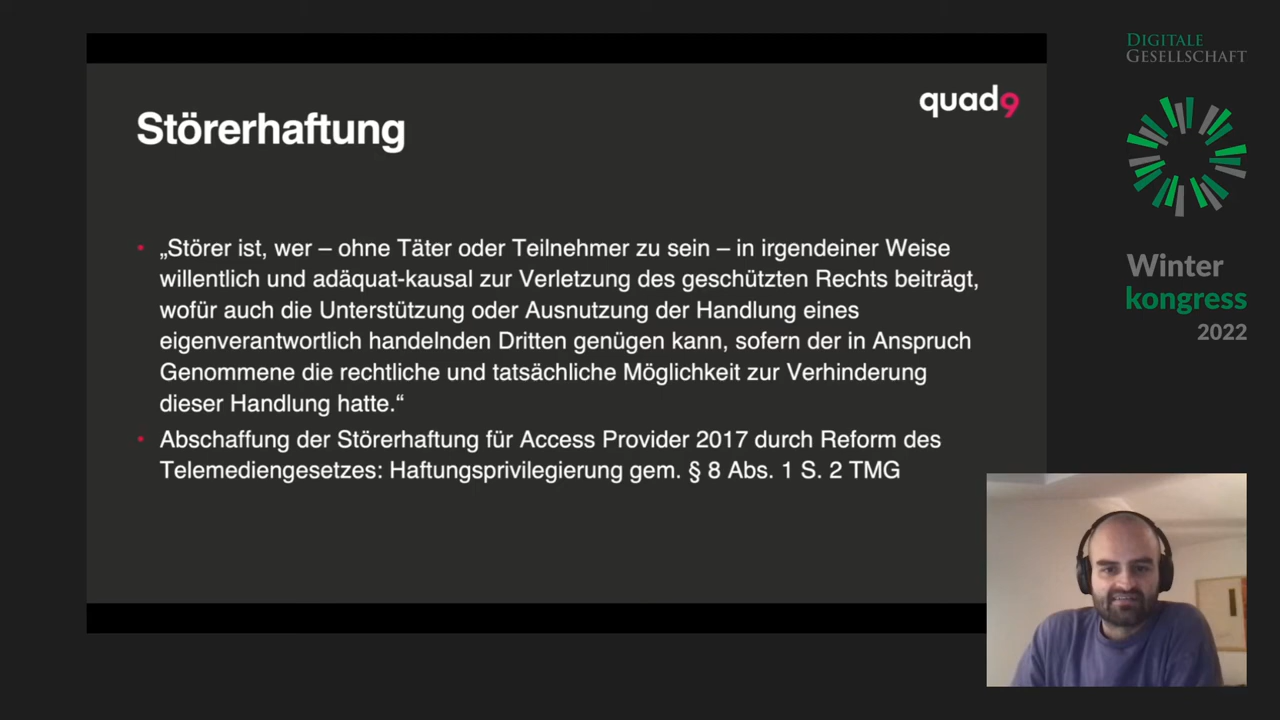 DIGITALE
GESELLSCHAFT
quad9
Störerhaftung
• „Störer ist, wer – ohne Täter oder Teilnehmer zu sein – in irgendeiner Weise
willentlich und adäquat-kausal zur Verletzung des geschützten Rechts beiträgt,
wofür auch die Unterstützung oder Ausnutzung der Handlung eines
eigenverantwortlich handelnden Dritten genügen kann, sofern der in Anspruch
Genommene die rechtliche und tatsächliche Möglichkeit zur Verhinderung
dieser Handlung hatte.“
• Abschaffung der Störerhaftung für Access Provider 2017 durch Reform des
Telemediengesetzes: Haftungsprivilegierung gem. § 8 Abs. 1 S. 2 TMG
Winter
kongress
2022